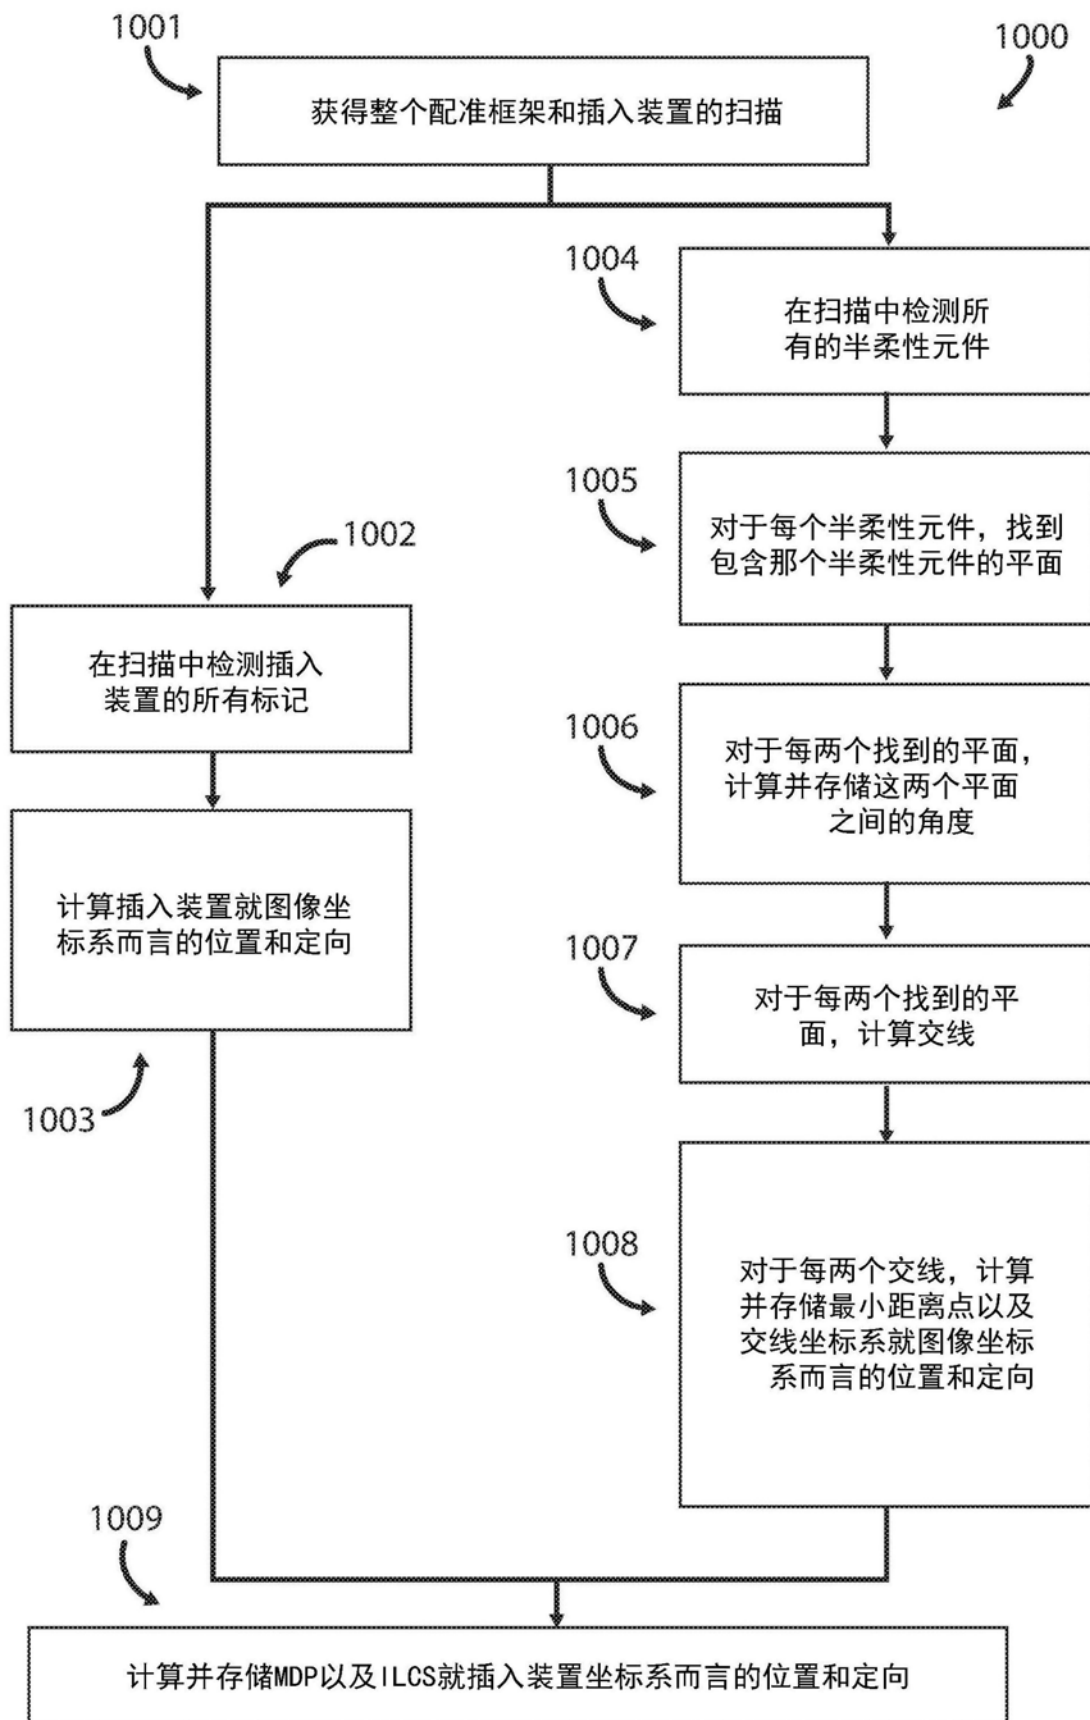 1001
1000
获得整个配准框架和插入装置的扫描
1004
在扫描中检测所
有的半柔性元件
1005
对于每个半柔性元件，找到
包含那个半柔性元件的平面
1002
在扫描中检测插入
装置的所有标记
1006
对于每两个找到的平面，
计算并存储这两个平面
之间的角度
计算插入装置就图像坐
标系而言的位置和定向
1003
1007
对于每两个找到的平
面，计算交线
1008
对于每两个交线，计算
并存储最小距离点以及
交线坐标系就图像坐标
系而言的位置和定向
1009
计算并存储MDP以及ILCS就插入装置坐标系而言的位置和定向